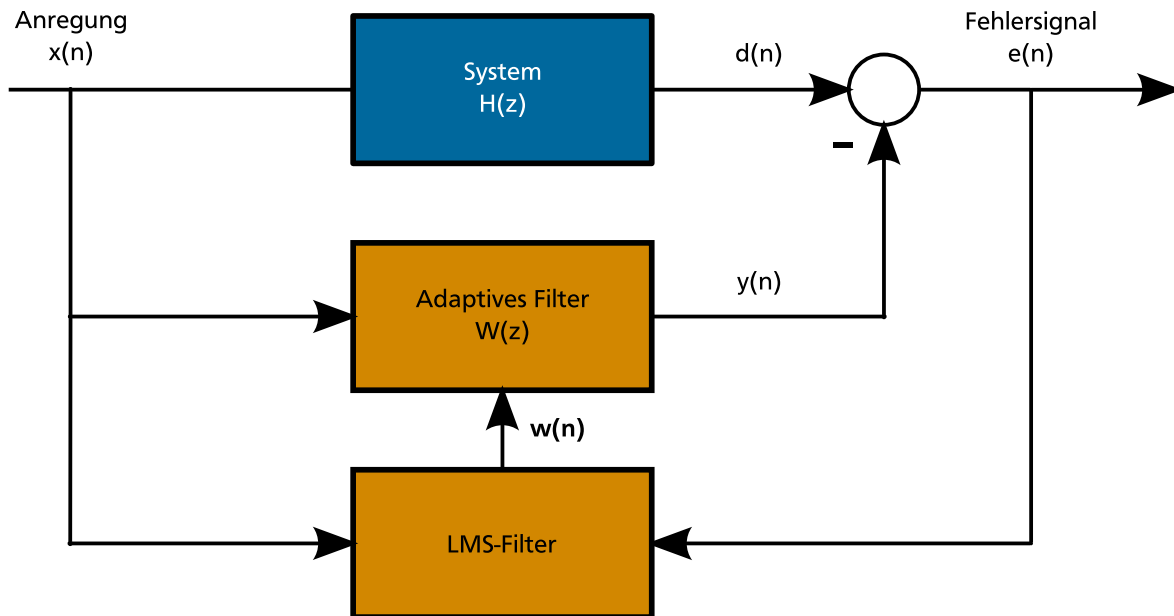 Anregung
x(n)
System
H(z)
d(n)
Fehlersignal
e(n)
–
Adaptives Filter
W(z)
y(n)
w(n)
LMS-Filter